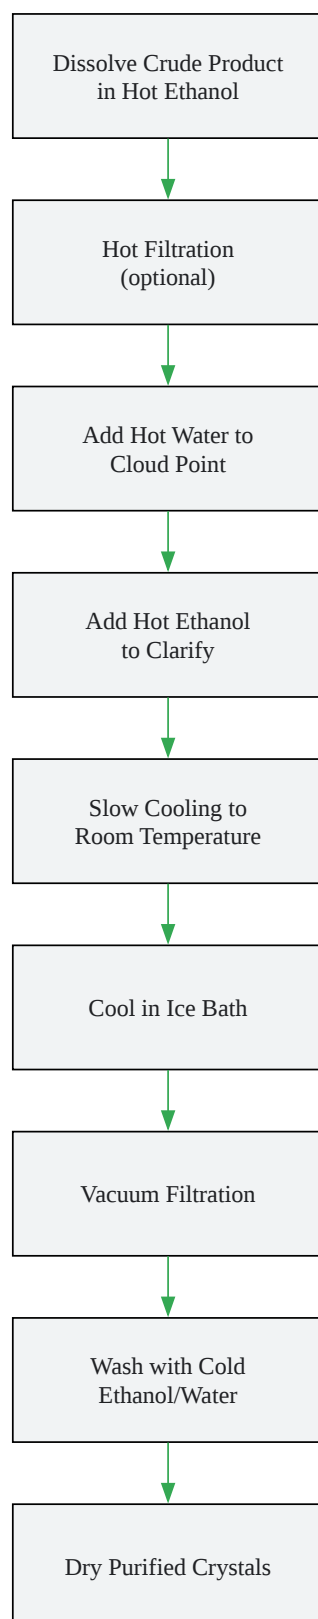 Dissolve Crude Product
in Hot Ethanol
Hot Filtration
(optional)
Add Hot Water to
Cloud Point
Add Hot Ethanol
to Clarify
Slow Cooling to
Room Temperature
Cool in Ice Bath
Vacuum Filtration
Wash with Cold
Ethanol/Water
Dry Purified Crystals